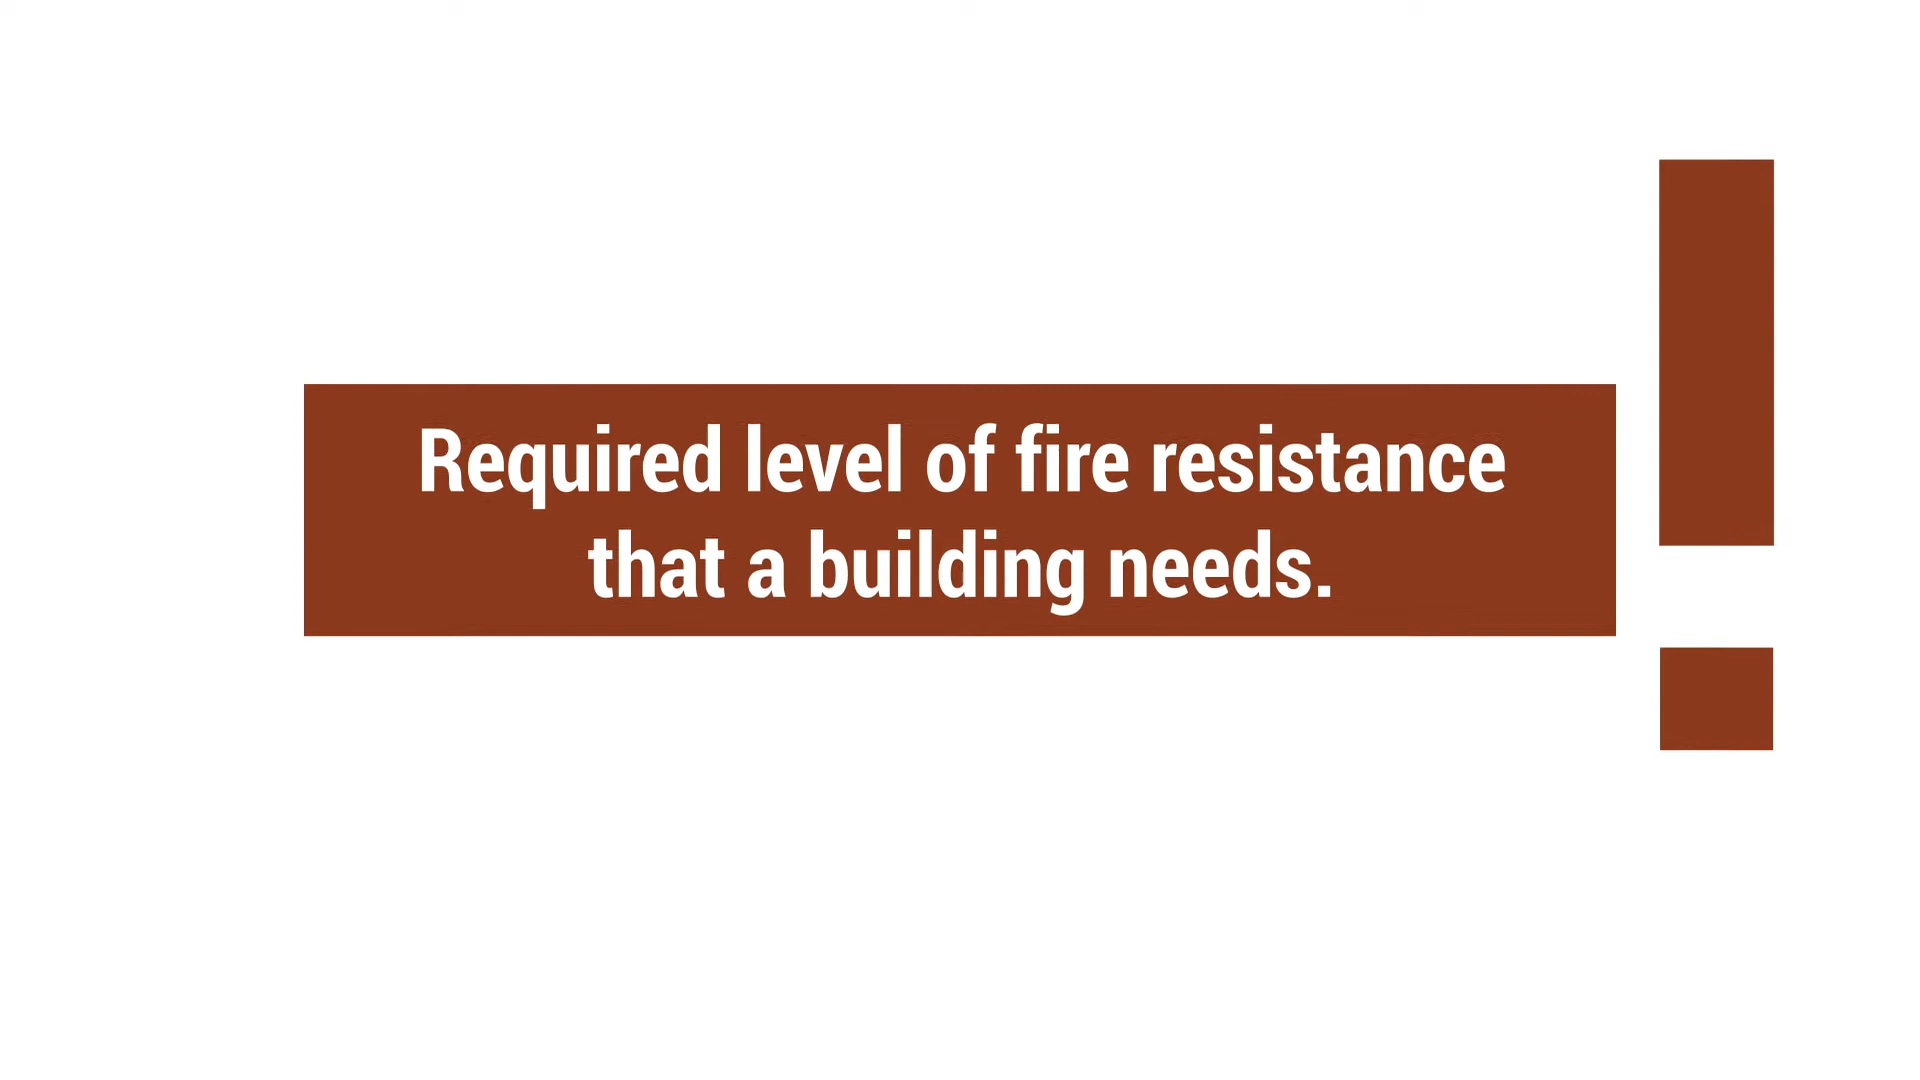 Required level of fire resistance
that a building needs.